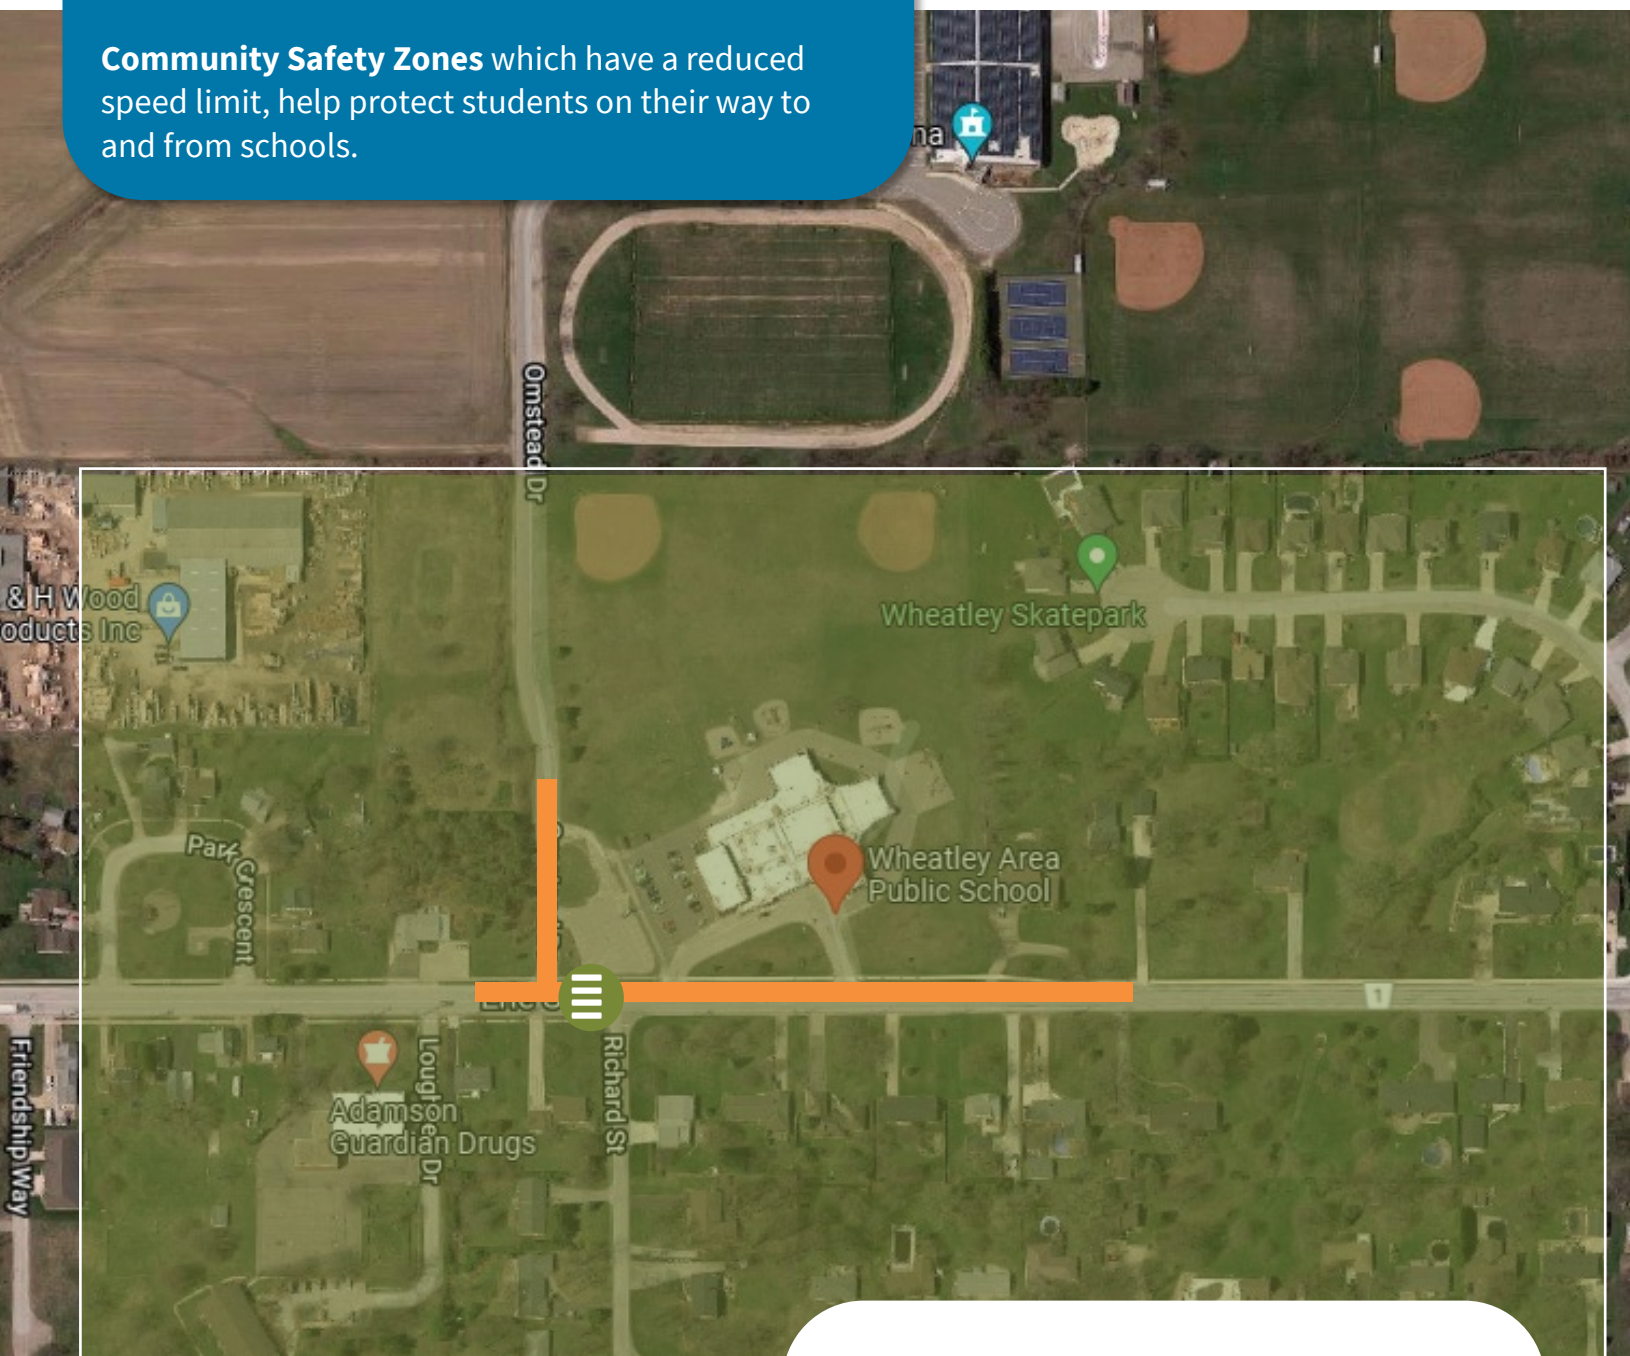 Community Safety Zones which have a reduced
speed limit, help protect students on their way to
and from schools.
na
Omstead Dr
& H Wood
oducts Inc
Wheatley Skatepark
Park Crescent
Wheatley Area
Public School
1
Friendship Way
Richard St
Adamson
Guardian Drugs